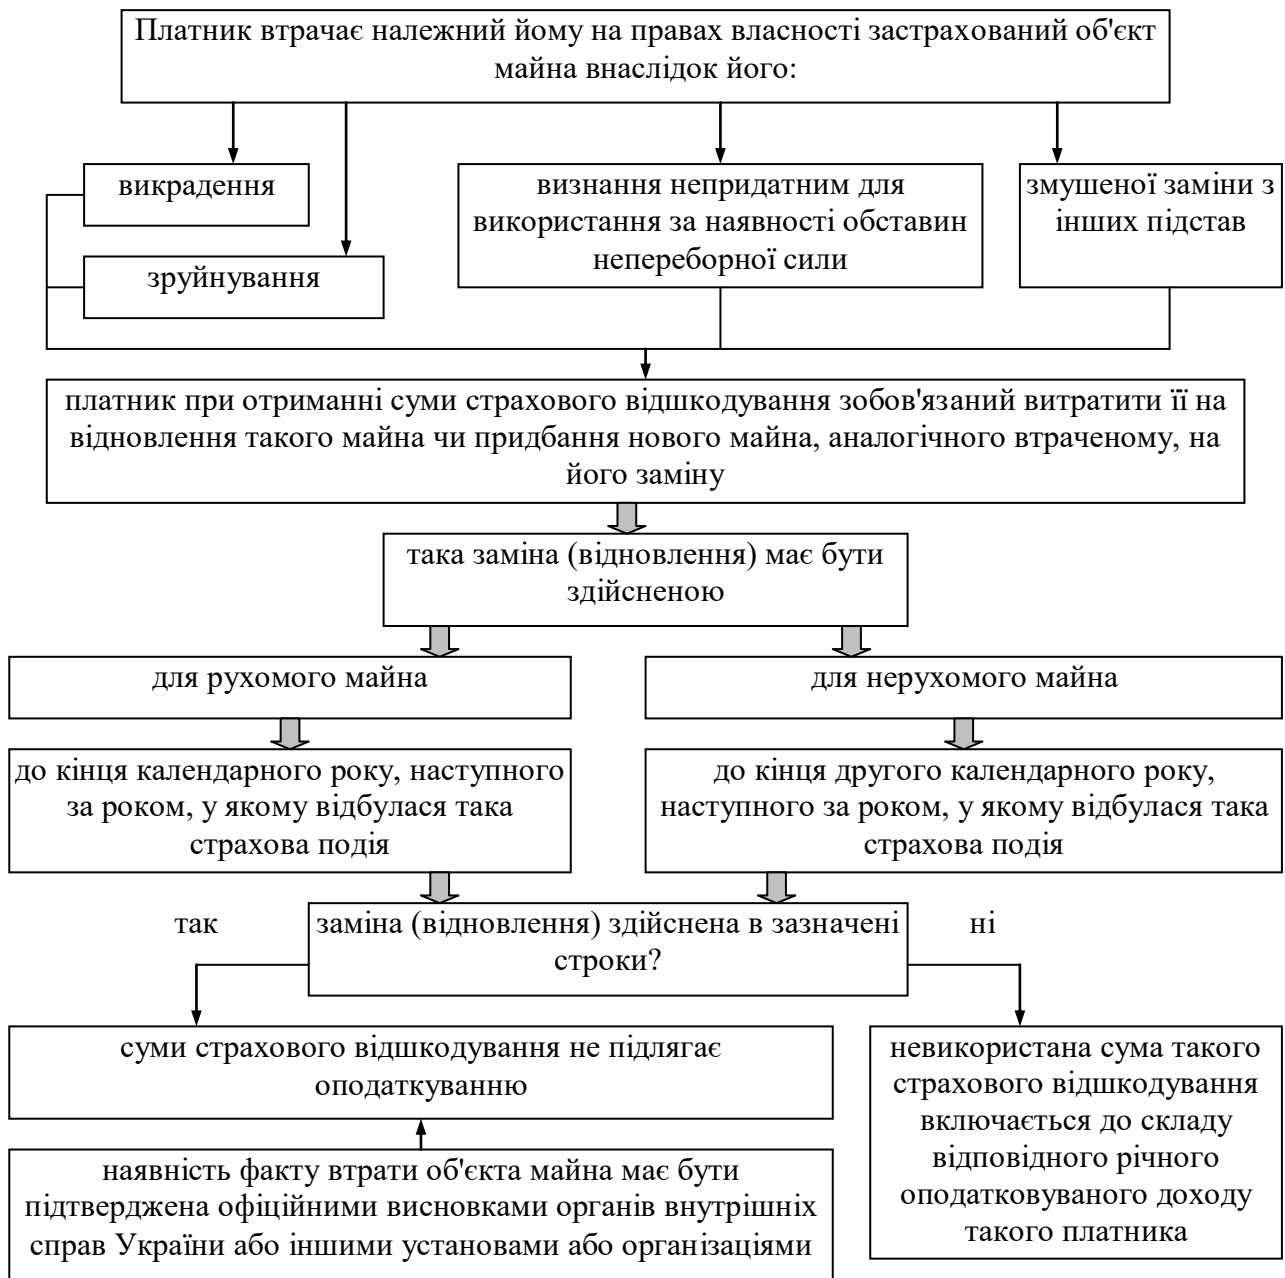 Платник втрачає належний йому на правах власності застрахований об'єкт
майна внаслідок його:
викрадення
зруйнування
визнання непридатним для
використання за наявності обставин
непереборної сили
змушеної заміни з
інших підстав
платник при отриманні суми страхового відшкодування зобов'язаний витратити її на
відновлення такого майна чи придбання нового майна, аналогічного втраченому, на
його заміну
така заміна (відновлення) має бути
здійсненою
для рухомого майна
для нерухомого майна
до кінця календарного року, наступного
за роком, у якому відбулася така
страхова подія
до кінця другого календарного року,
наступного за роком, у якому відбулася така
страхова подія
так
заміна (відновлення) здійснена в зазначені
строки?
ні
суми страхового відшкодування не підлягає
оподаткуванню
невикористана сума такого
страхового відшкодування
включається до складу
відповідного річного
оподатковуваного доходу
такого платника
наявність факту втрати об'єкта майна має бути
підтверджена офіційними висновками органів внутрішніх
справ України або іншими установами або організаціями